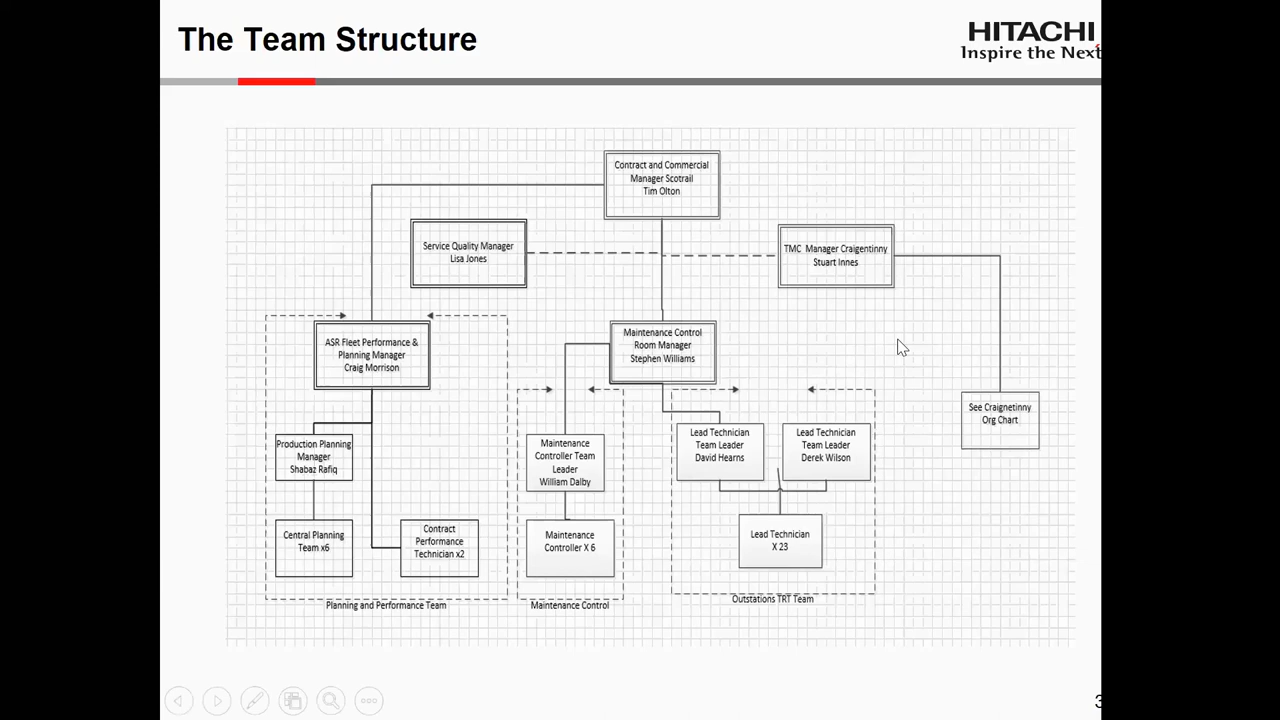 The Team Structure
HITACHI
Inspire the Next
Contract and Commercial
Manager Scotrail
Tim Olton
Service Quality Manager
Lisa Jones
TMC Manager Craigentinny
Stuart Innes
ASR Fleet Performance &
Planning Manager
Craig Morrison
Maintenance Control
Room Manager
Stephen Williams
See Craignetinny
Org Chart
Production Planning
Manager
Shabaz Rafiq
Maintenance
Controller Team
Leader
William Dalby
Lead Technician
Team Leader
David Hearns
Lead Technician
Team Leader
Derek Wilson
Central Planning
Team x6
Contract
Performance
Technician x2
Maintenance
Controller X 6
Lead Technician
X 23
Planning and Performance Team
Maintenance Control
Outstations TRT Team
3